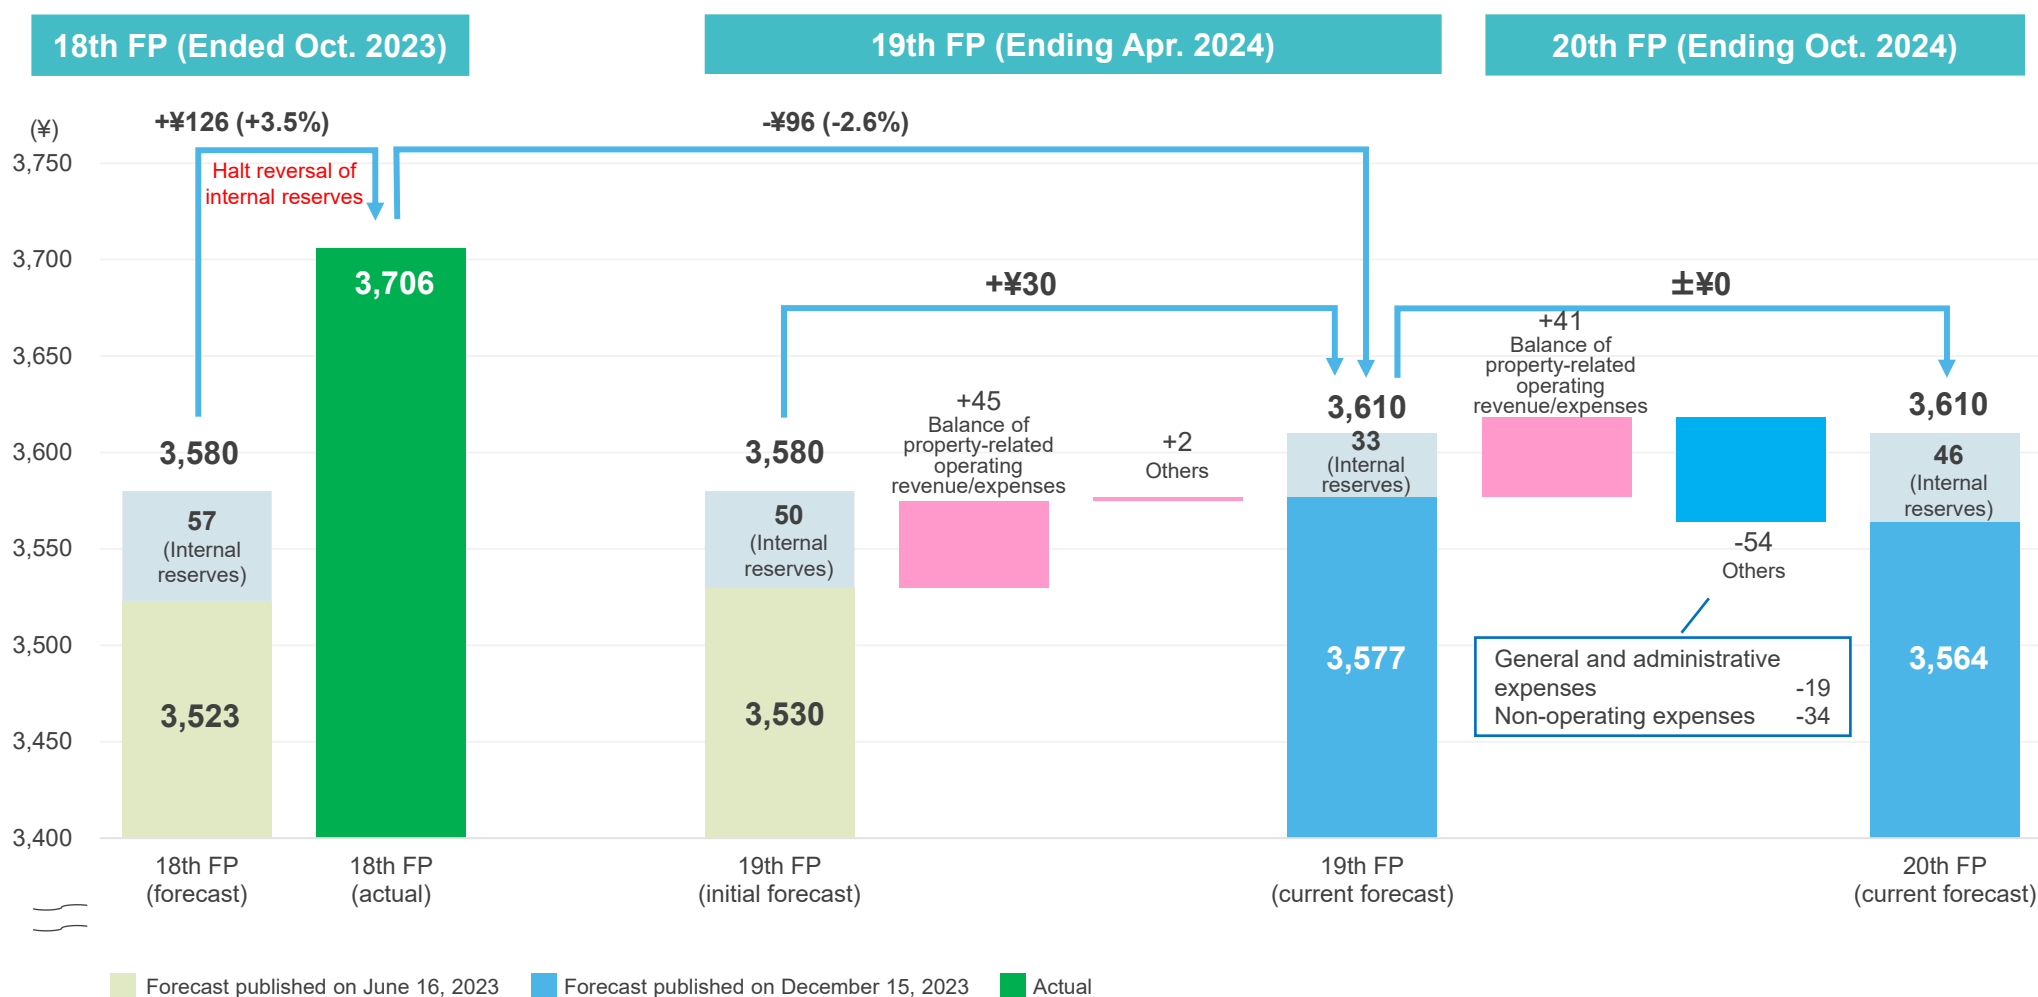 18th FP (Ended Oct. 2023)
19th FP (Ending Apr. 2024)
20th FP (Ending Oct. 2024)
(¥)
+¥126 (+3.5%)
-¥96 (-2.6%)
3,750
3,700
3,650
3,600
3,550
3,500
3,450
3,400
Halt reversal of
internal reserves
3,580
57
(Internal
reserves)
3,523
3,706
+¥30
3,580
50
(Internal
reserves)
3,530
+45
Balance of
property-related
operating
revenue/expenses
+2
Others
3,610
33
(Internal
reserves)
3,577
±¥0
+41
Balance of
property-related
operating
revenue/expenses
-54
Others
General and administrative
expenses -19
Non-operating expenses -34
3,610
46
(Internal
reserves)
3,564
18th FP
(forecast)
18th FP
(actual)
19th FP
(initial forecast)
19th FP
(current forecast)
20th FP
(current forecast)
Forecast published on June 16, 2023
Forecast published on December 15, 2023
Actual